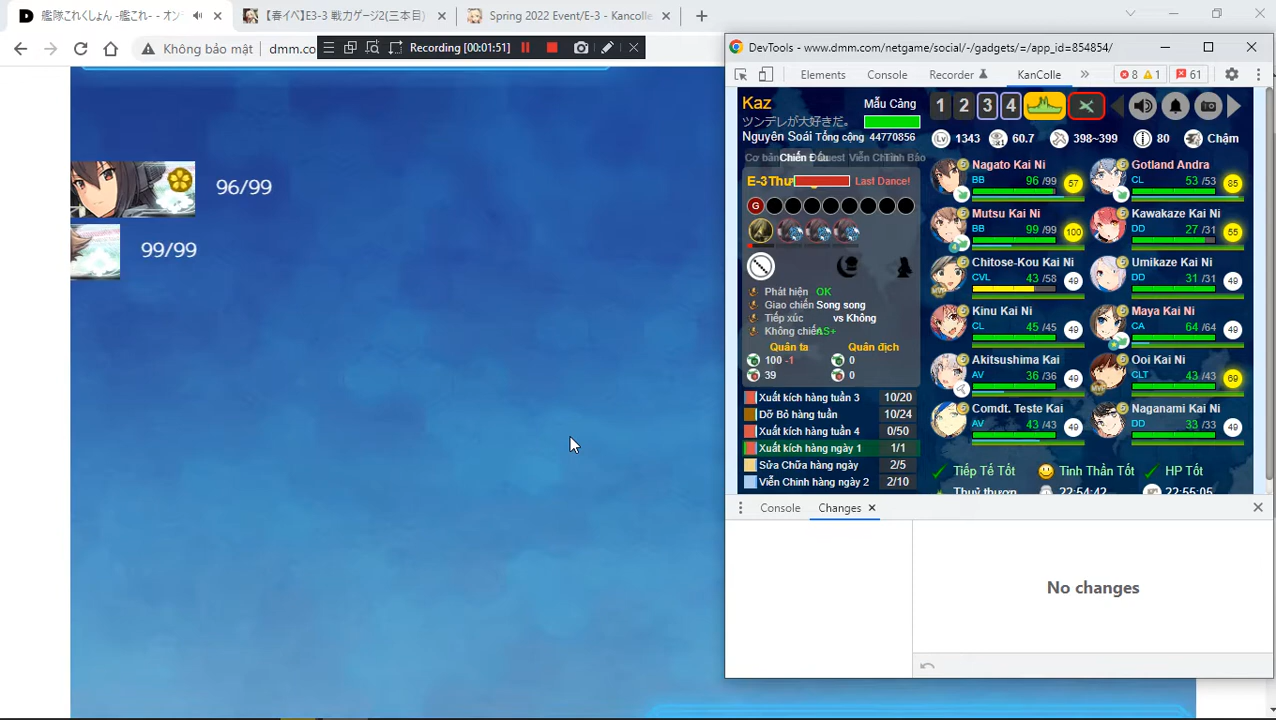 艦隊これくしょん -艦これ- - オン
【春イベ】E3-3 戦力ゲージ2(三本目)
Spring 2022 Event/E-3 - Kancolle
Không bảo mật
dmm.co
Recording [00:01:51]
96/99
99/99
DevTools - www.dmm.com/netgame/social/-/gadgets/=/app_id=854854/
Elements
Console
Recorder
KanColle
8
1
61
Kaz
ツンデレが大好きだ。
Nguyên Soái Tổng cộng 44770856
Mẫu Cảng
1 2 3 4
Lv 1343
x1 60.7
398~399
80
Chậm
Chiến Đấu
E-3 Last Dance!
G
Phát hiện OK
Giao chiến Song song
Tiếp xúc vs Không
Không chiến AS+
Quân ta Quân địch
100 -1 0
39 0
Xuất kích hàng tuần 3 10/20
Dỡ Bỏ hàng tuần 10/24
Xuất kích hàng tuần 4 0/50
Xuất kích hàng ngày 1 1/1
Sửa Chữa hàng ngày 2/5
Viễn Chinh hàng ngày 2 2/10
Nagato Kai Ni
BB 96 /99 57
Mutsu Kai Ni
BB 99 /99 100
Chitose-Kou Kai Ni
CVL 43 /58 49
Kinu Kai Ni
CL 45 /45 49
Akitsushima Kai
AV 36 /36 49
Comdt. Teste Kai
AV 43 /43 49
Gotland Andra
CL 53 /53 85
Kawakaze Kai Ni
DD 27 /31 55
Umikaze Kai Ni
DD 31 /31 49
Maya Kai Ni
CA 64 /64 49
Ooi Kai Ni
CLT 43 /43 69
Naganami Kai Ni
DD 33 /33 49
Tiếp Tế Tốt
Tinh Thần Tốt
HP Tốt
22:54:42
22:55:05
Console
Changes
No changes